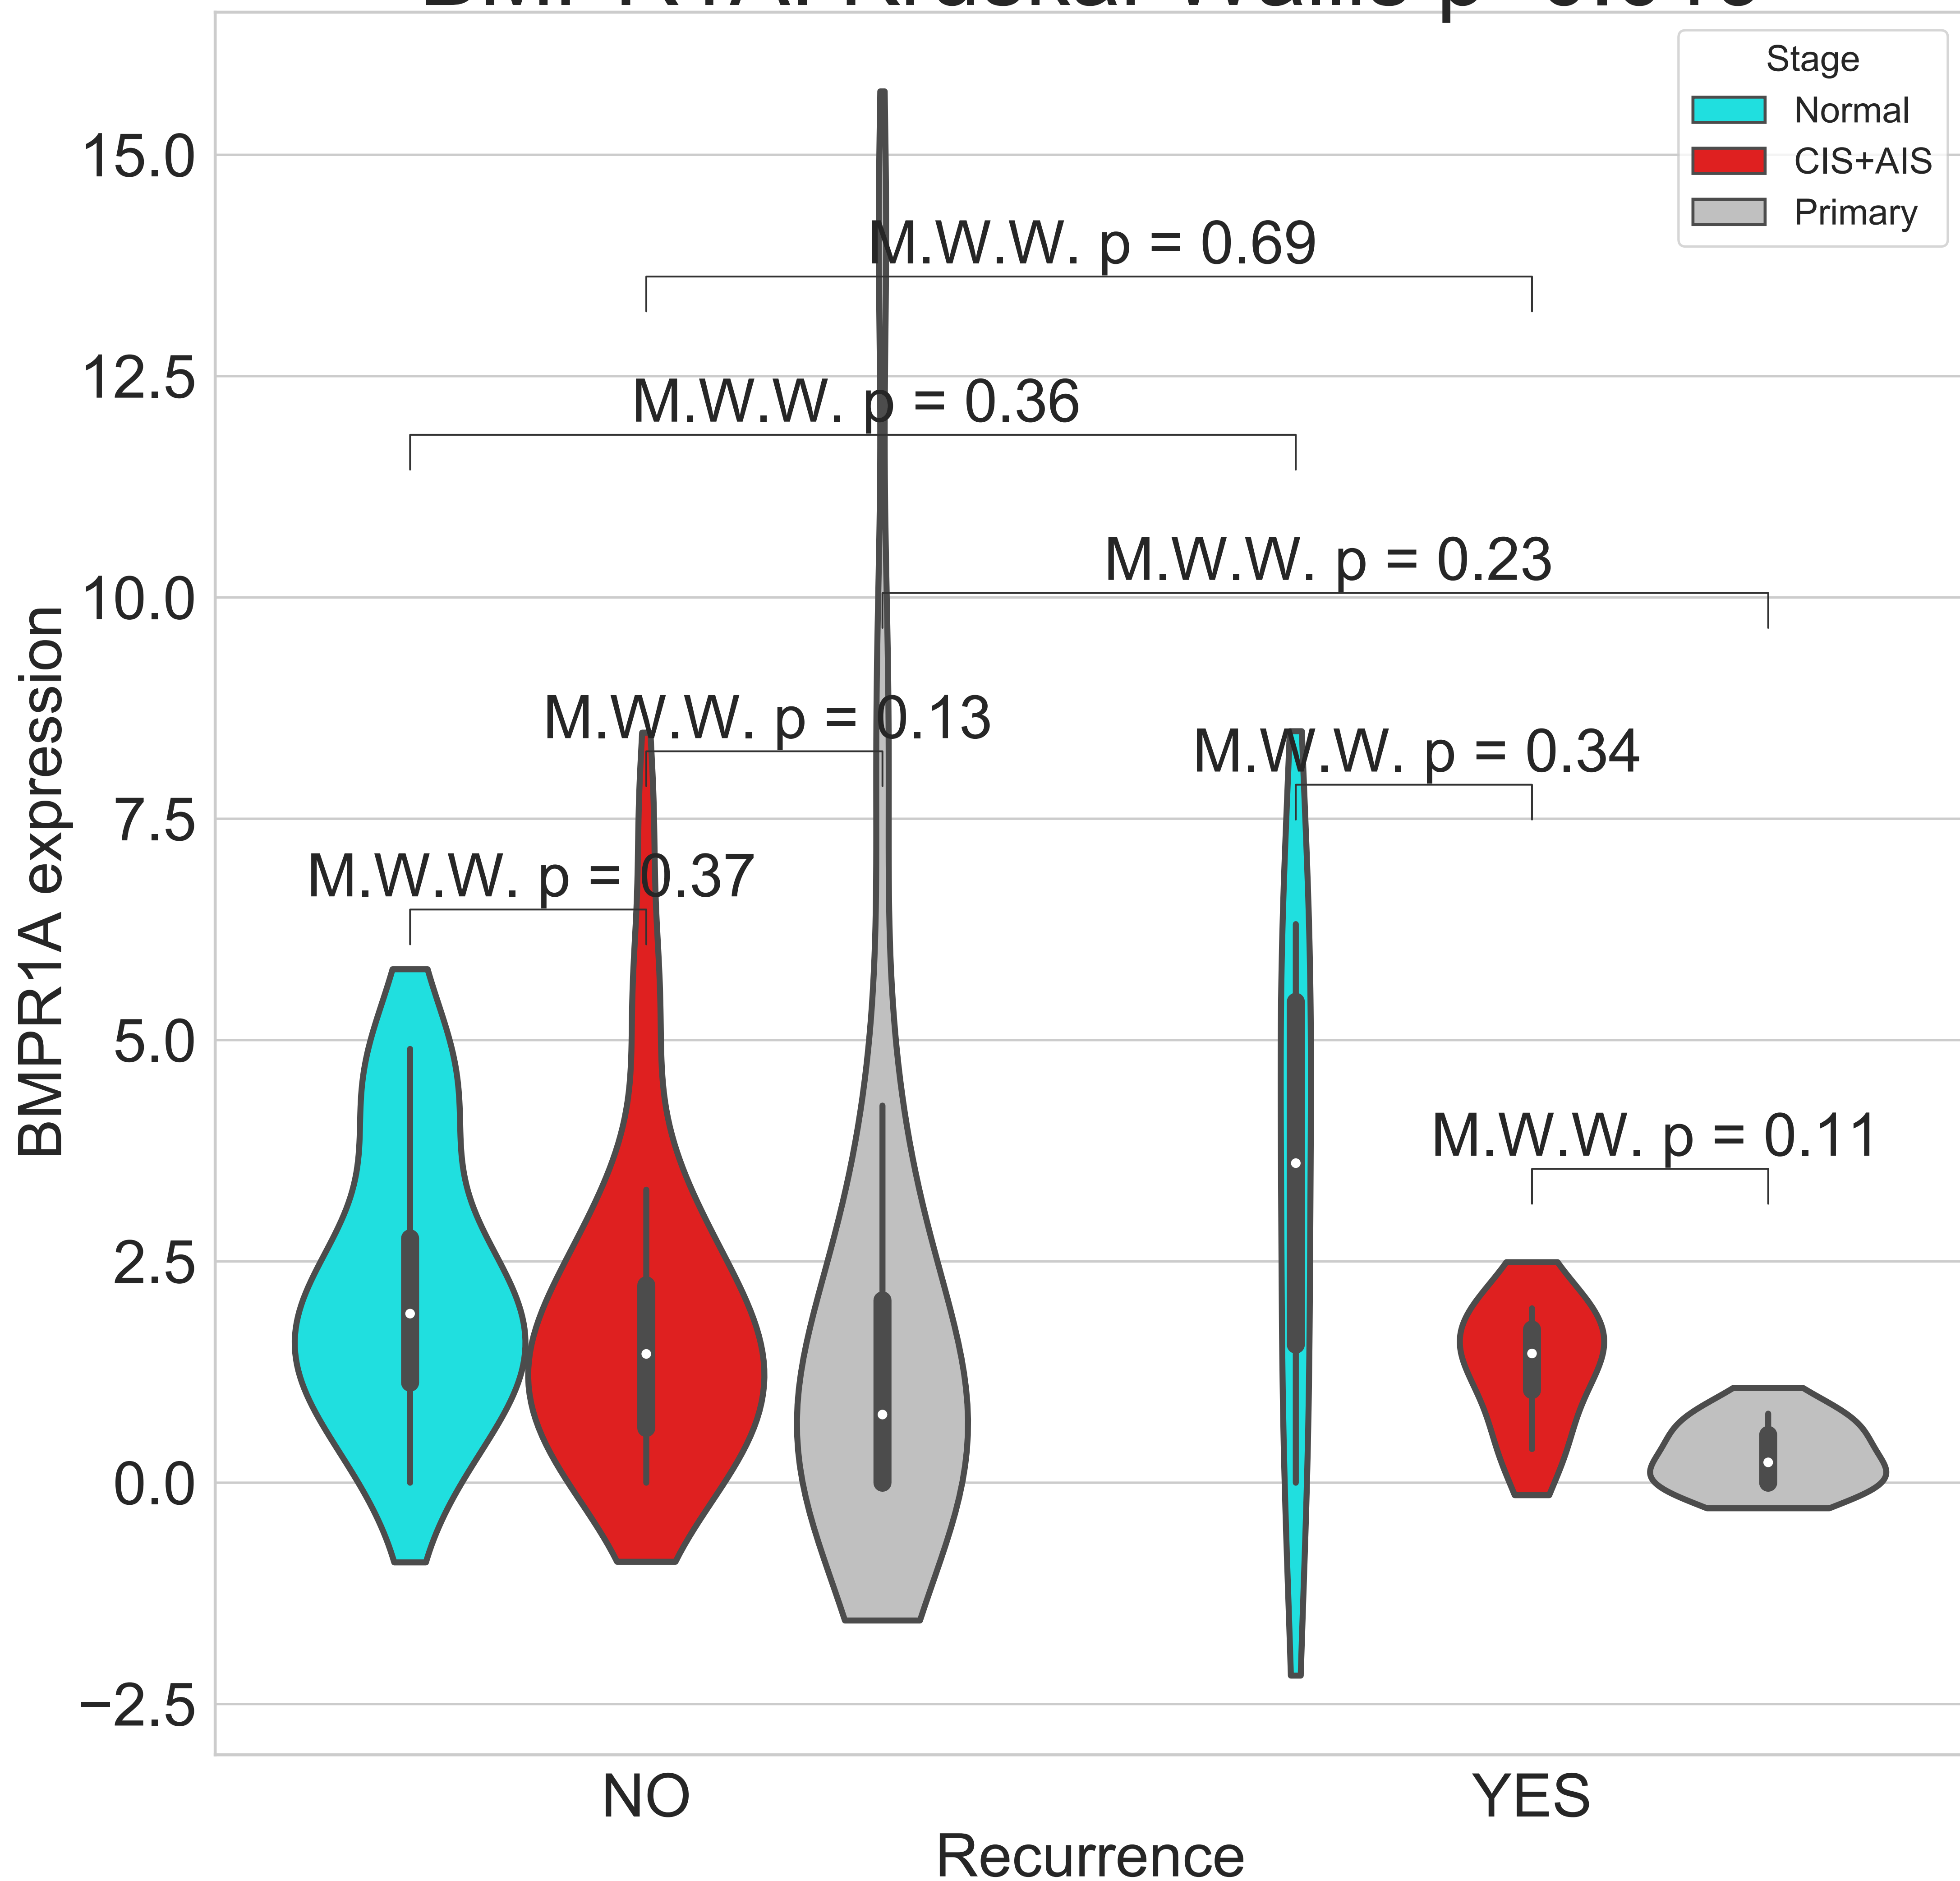 Stage
Normal
CIS+AIS
Primary
15.0
12.5
10.0
7.5
5.0
2.5
0.0
−2.5
BMPR1A expression
M.W.W. p = 0.69
M.W.W. p = 0.36
M.W.W. p = 0.23
M.W.W. p = 0.13
M.W.W. p = 0.34
M.W.W. p = 0.37
M.W.W. p = 0.11
NO
YES
Recurrence